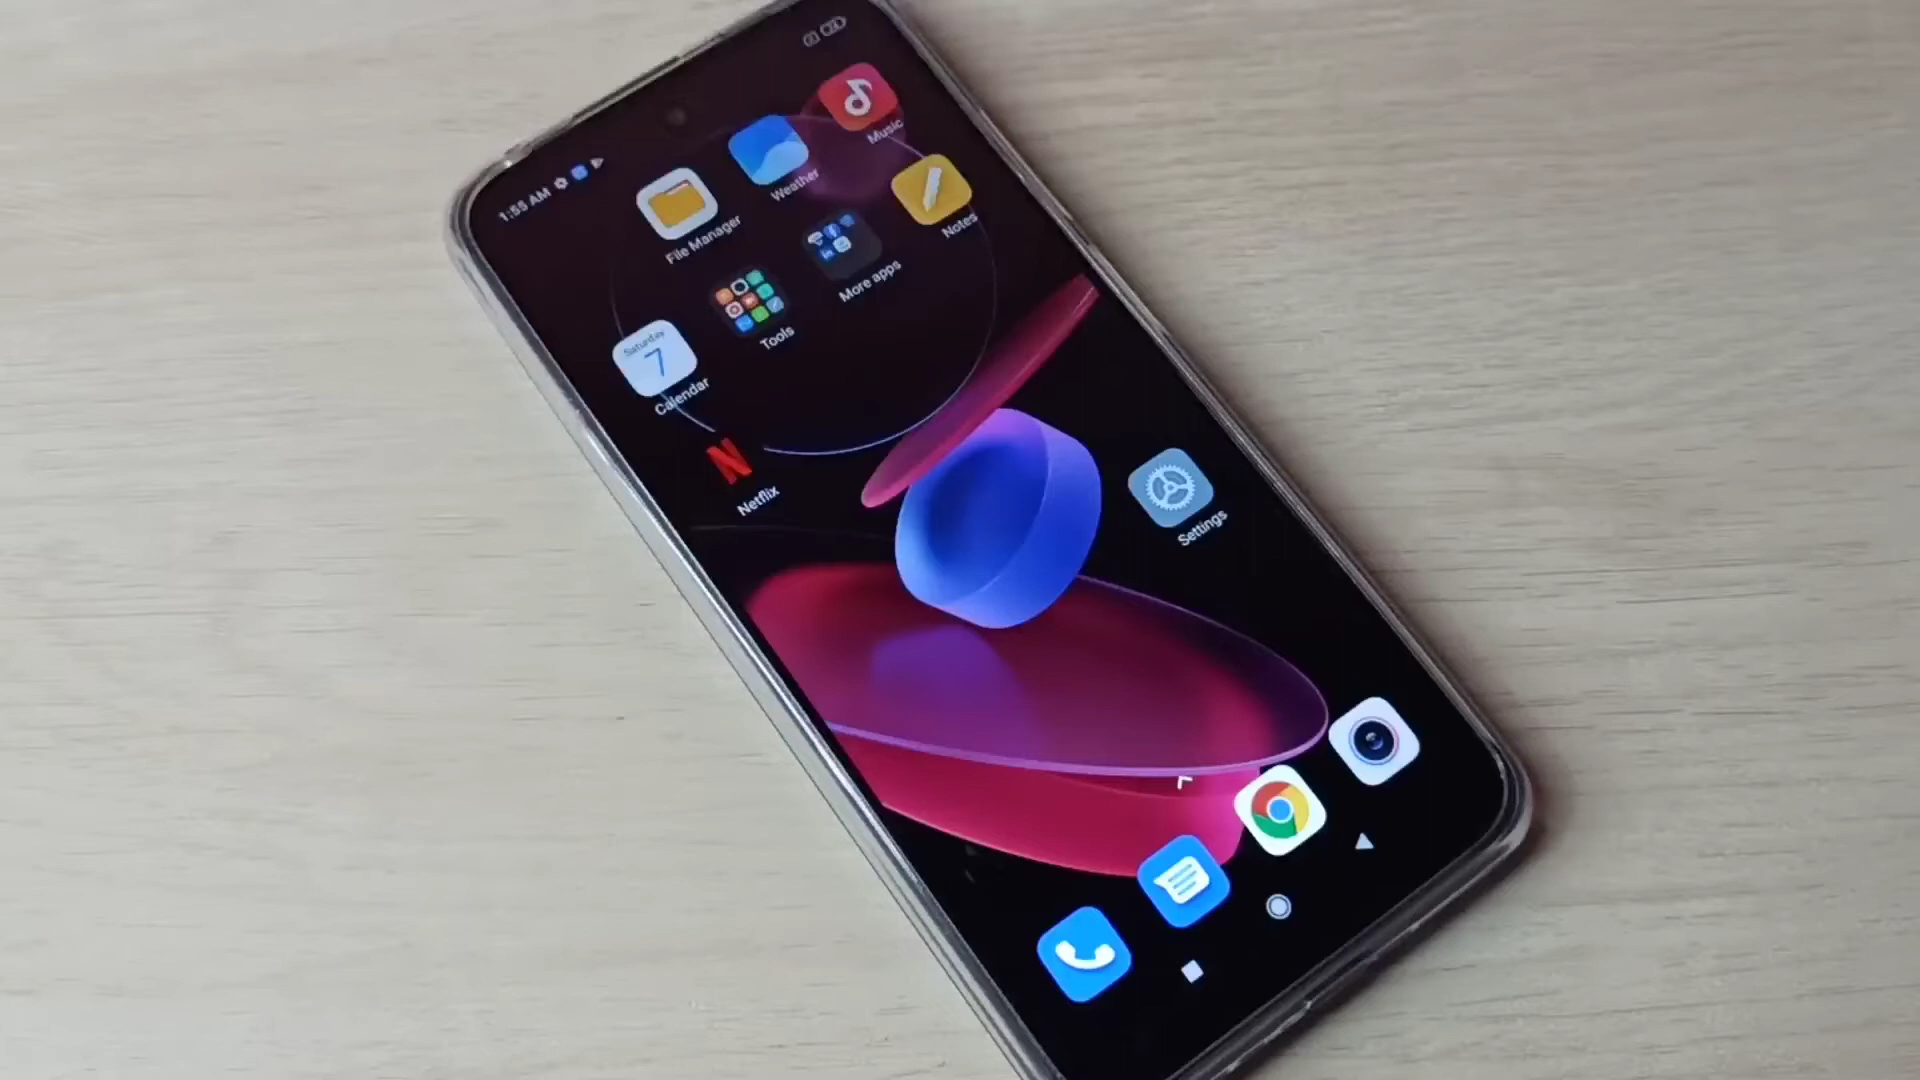 1:55 AM
File Manager
Weather
Music
Saturday
7
Calendar
Tools
More apps
Notes
N
Netflix
Settings